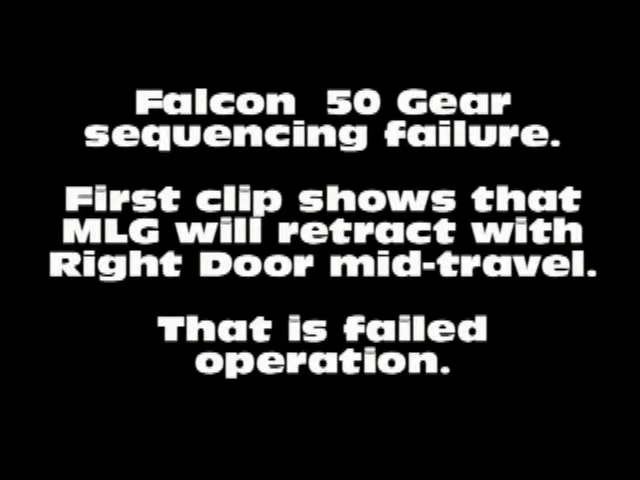 Falcon 50 Gear
sequencing failure.
First clip shows that
MLG will retract with
Right Door mid-travel.
That is failed
operation.